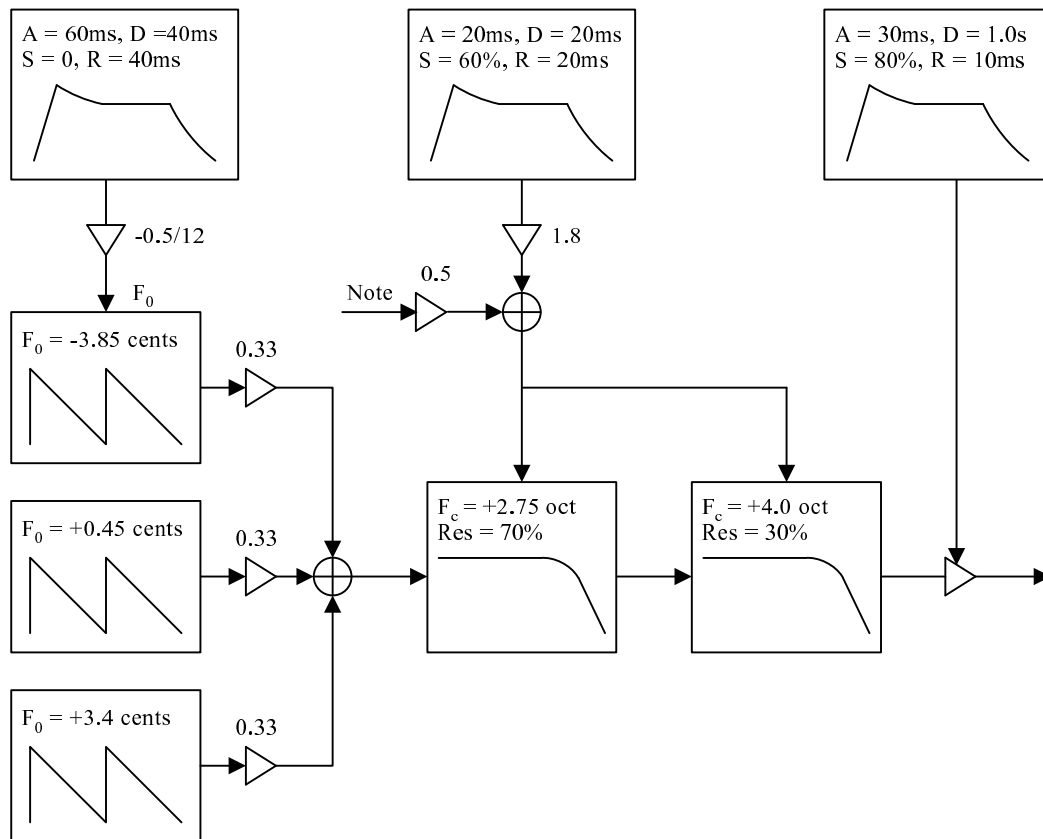 A = 60ms, D =40ms
S = 0, R = 40ms
A = 20ms, D = 20ms
S = 60%, R = 20ms
A = 30ms, D = 1.0s
S = 80%, R = 10ms
-0.5/12
1.8
0.5
Note
F₀
F₀ = -3.85 cents
0.33
F₀ = +0.45 cents
0.33
F_c = +2.75 oct
Res = 70%
F_c = +4.0 oct
Res = 30%
F₀ = +3.4 cents
0.33